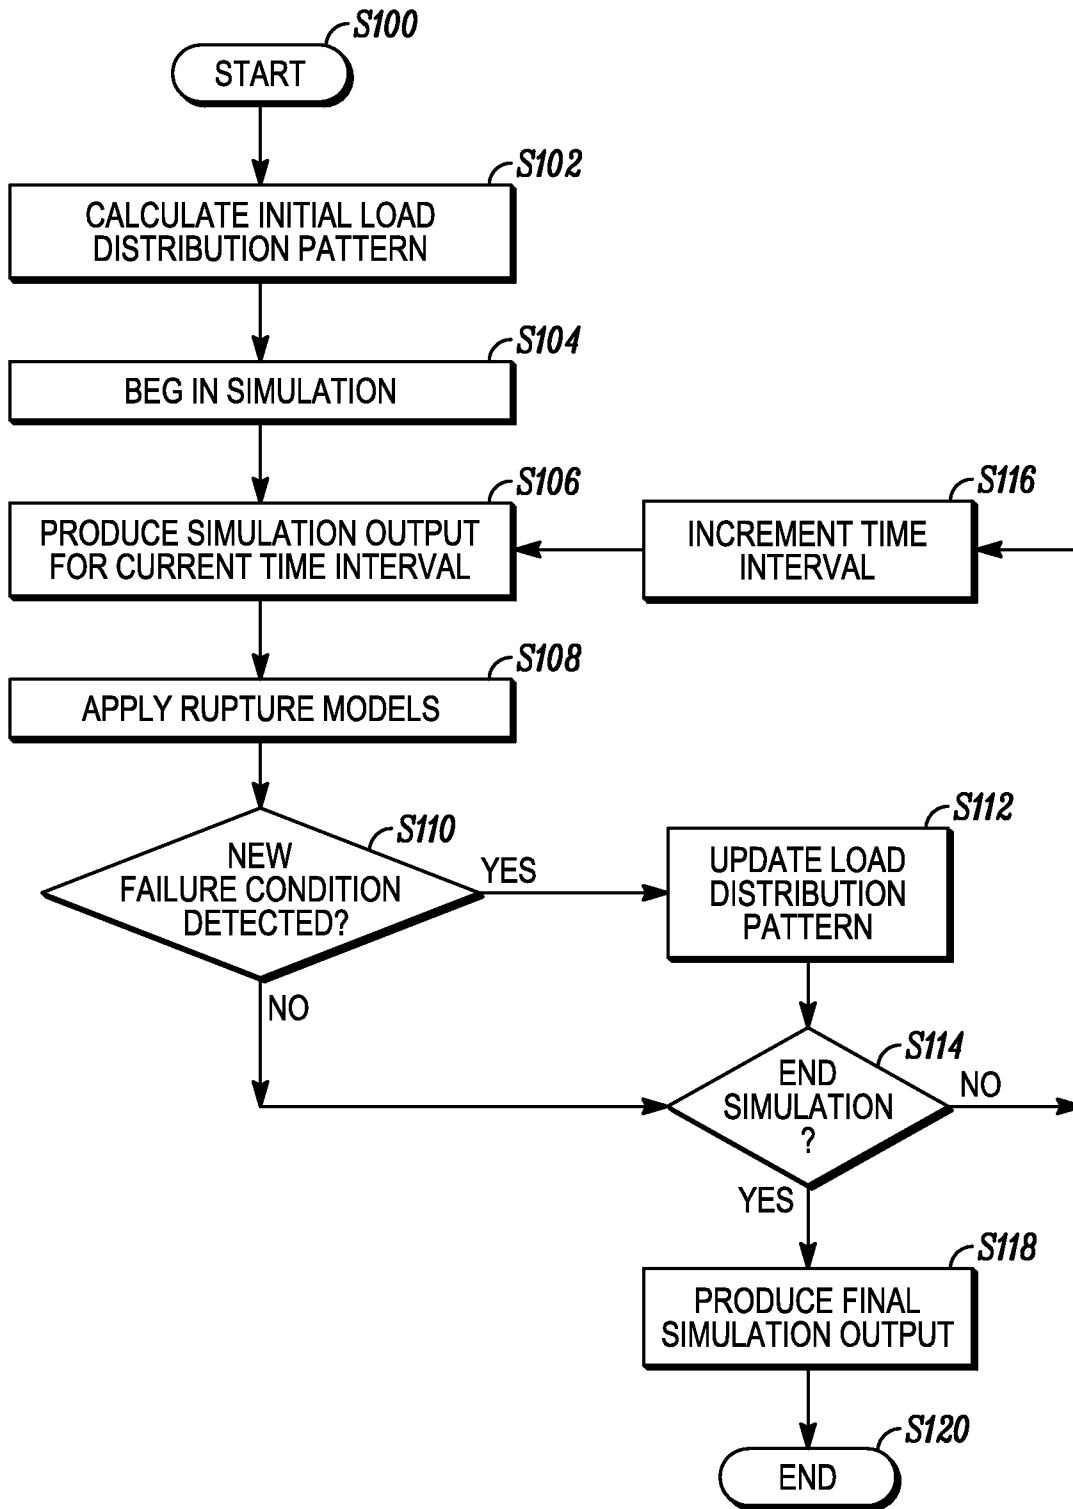 S100
START
S102
CALCULATE INITIAL LOAD
DISTRIBUTION PATTERN
S104
BEG IN SIMULATION
S106
PRODUCE SIMULATION OUTPUT
FOR CURRENT TIME INTERVAL
S116
INCREMENT TIME
INTERVAL
S108
APPLY RUPTURE MODELS
S110
NEW
FAILURE CONDITION
DETECTED?
YES
NO
S112
UPDATE LOAD
DISTRIBUTION
PATTERN
S114
END
SIMULATION
?
NO
YES
S118
PRODUCE FINAL
SIMULATION OUTPUT
S120
END